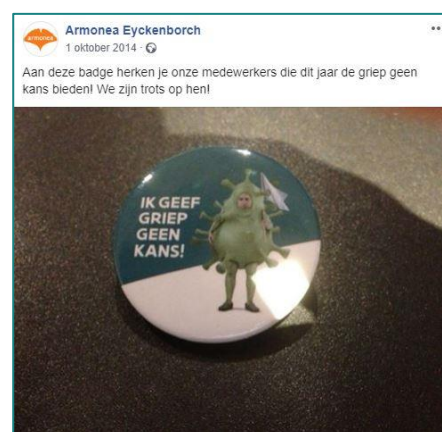 armonea
Armonea Eyckenborch
1 oktober 2014 ·
Aan deze badge herken je onze medewerkers die dit jaar de griep geen
kans bieden! We zijn trots op hen!
IK GEEF
GRIEP
GEEN
KANS!